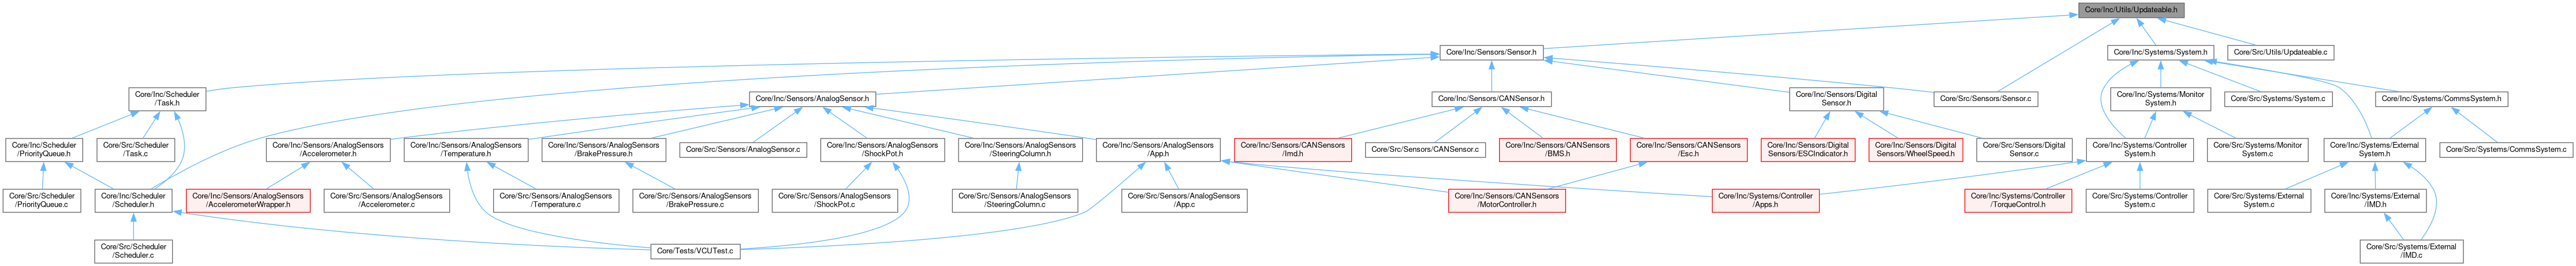 Core/Inc/Utils/Updateable.h
Core/Inc/Sensors/Sensor.h
Core/Inc/Systems/System.h
Core/Src/Utils/Updateable.c
Core/Inc/Scheduler
/Task.h
Core/Inc/Sensors/AnalogSensor.h
Core/Inc/Sensors/CANSensor.h
Core/Inc/Sensors/Digital
Sensor.h
Core/Src/Sensors/Sensor.c
Core/Inc/Systems/Monitor
System.h
Core/Src/Systems/System.c
Core/Inc/Systems/CommsSystem.h
Core/Inc/Scheduler
/PriorityQueue.h
Core/Src/Scheduler
/Task.c
Core/Inc/Sensors/AnalogSensors
/Accelerometer.h
Core/Inc/Sensors/AnalogSensors
/Temperature.h
Core/Inc/Sensors/AnalogSensors
/BrakePressure.h
Core/Src/Sensors/AnalogSensor.c
Core/Inc/Sensors/AnalogSensors
/ShockPot.h
Core/Inc/Sensors/AnalogSensors
/SteeringColumn.h
Core/Inc/Sensors/AnalogSensors
/App.h
Core/Inc/Sensors/CANSensors
/Imd.h
Core/Src/Sensors/CANSensor.c
Core/Inc/Sensors/CANSensors
/BMS.h
Core/Inc/Sensors/CANSensors
/Esc.h
Core/Inc/Sensors/Digital
Sensors/ESCIndicator.h
Core/Inc/Sensors/Digital
Sensors/WheelSpeed.h
Core/Src/Sensors/Digital
Sensor.c
Core/Inc/Systems/Controller
System.h
Core/Src/Systems/Monitor
System.c
Core/Inc/Systems/External
System.h
Core/Src/Systems/CommsSystem.c
Core/Src/Scheduler
/PriorityQueue.c
Core/Inc/Scheduler
/Scheduler.h
Core/Inc/Sensors/AnalogSensors
/AccelerometerWrapper.h
Core/Src/Sensors/AnalogSensors
/Accelerometer.c
Core/Src/Sensors/AnalogSensors
/Temperature.c
Core/Src/Sensors/AnalogSensors
/BrakePressure.c
Core/Src/Sensors/AnalogSensors
/ShockPot.c
Core/Src/Sensors/AnalogSensors
/SteeringColumn.c
Core/Src/Sensors/AnalogSensors
/App.c
Core/Inc/Sensors/CANSensors
/MotorController.h
Core/Inc/Systems/Controller
/Apps.h
Core/Inc/Systems/Controller
/TorqueControl.h
Core/Src/Systems/Controller
System.c
Core/Src/Systems/External
System.c
Core/Inc/Systems/External
/IMD.h
Core/Src/Scheduler
/Scheduler.c
Core/Tests/VCUTest.c
Core/Src/Systems/External
/IMD.c